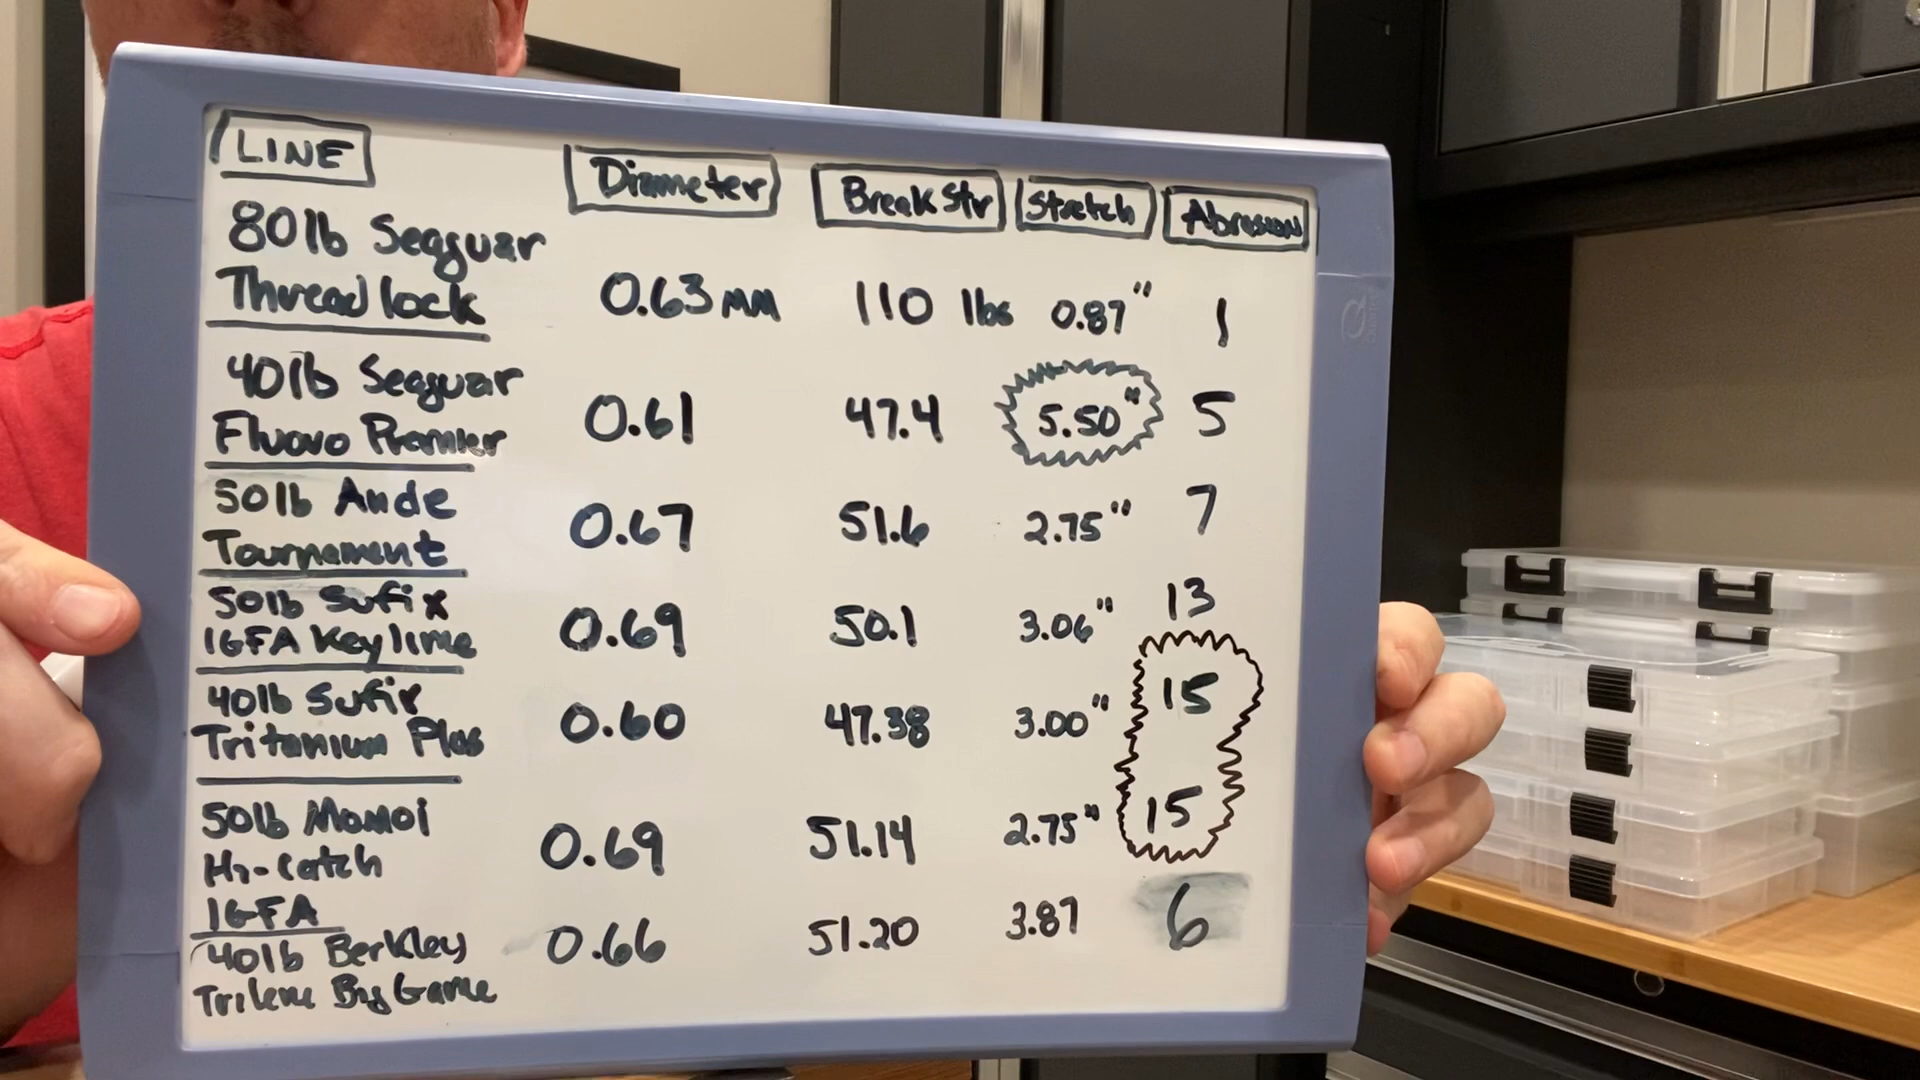 LINE Diameter Break Str Stretch Abrasion
80lb Seaguar
Threadlock 0.63 MM 110 lbs 0.87" 1
40lb Seaguar
Fluoro Premier 0.61 47.4 5.50" 5
50lb Ande
Tournament 0.67 51.6 2.75" 7
50lb Sufix
IGFA Keylime 0.69 50.1 3.06" 13
40lb Sufix
Tritanium Plus 0.60 47.38 3.00" 15
50lb Momoi
Hi-Catch 0.69 51.14 2.75" 15
IGFA
40lb Berkley 0.66 51.20 3.87 6
Trilene Big Game